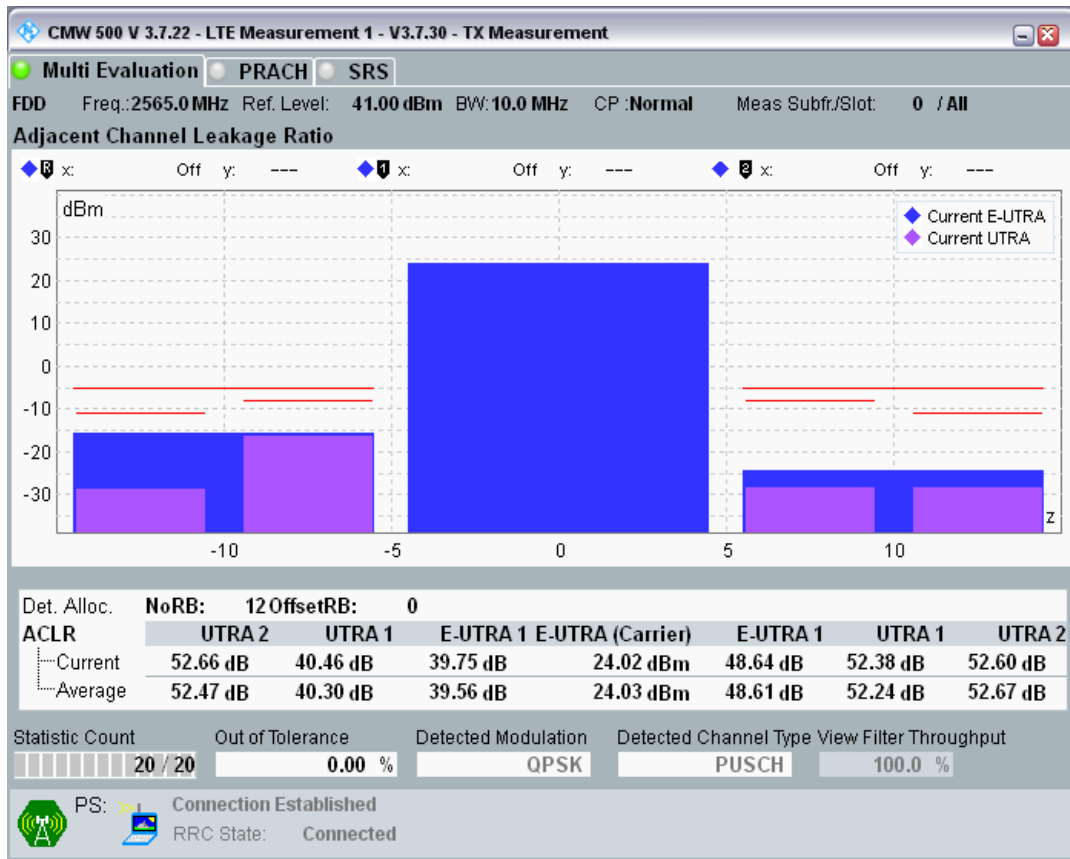 CMW 500 V 3.7.22 - LTE Measurement 1 - V3.7.30 - TX Measurement
Multi Evaluation PRACH SRS
FDD Freq.:2565.0 MHz Ref. Level: 41.00 dBm BW:10.0 MHz CP :Normal Meas Subfr./Slot: 0 / All
Adjacent Channel Leakage Ratio
R x: Off y: --- 1 x: Off y: --- 2 x: Off y: ---
dBm
Current E-UTRA
Current UTRA
30
20
10
0
-10
-20
-30
z
-10 -5 0 5 10
Det. Alloc. NoRB: 12 OffsetRB: 0
ACLR UTRA 2 UTRA 1 E-UTRA 1 E-UTRA (Carrier) E-UTRA 1 UTRA 1 UTRA 2
Current 52.66 dB 40.46 dB 39.75 dB 24.02 dBm 48.64 dB 52.38 dB 52.60 dB
Average 52.47 dB 40.30 dB 39.56 dB 24.03 dBm 48.61 dB 52.24 dB 52.67 dB
Statistic Count Out of Tolerance Detected Modulation Detected Channel Type View Filter Throughput
20 / 20 0.00 % QPSK PUSCH 100.0 %
PS: Connection Established
RRC State: Connected